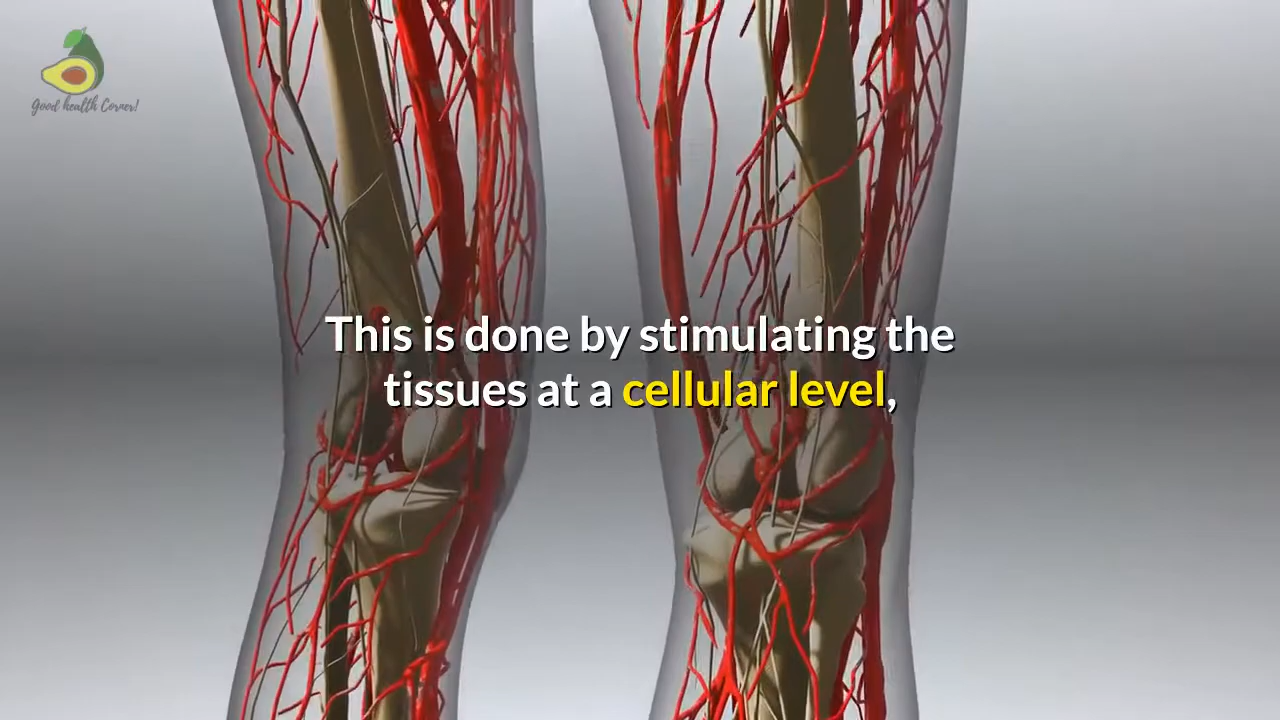 Good health Corner!
This is done by stimulating the
tissues at a cellular level,